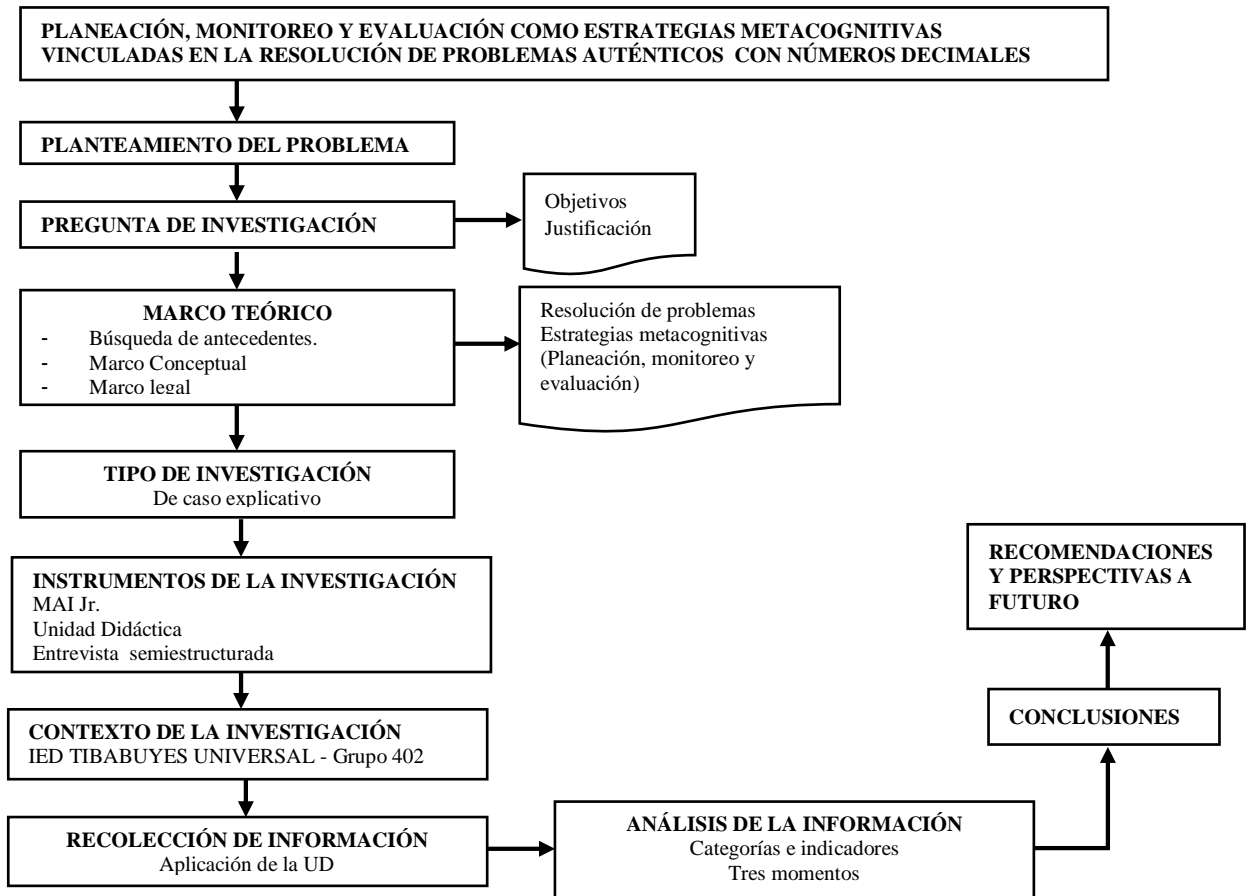 PLANEACIÓN, MONITOREO Y EVALUACIÓN COMO ESTRATEGIAS METACOGNITIVAS
VINCULADAS EN LA RESOLUCIÓN DE PROBLEMAS AUTÉNTICOS CON NÚMEROS DECIMALES
PLANTEAMIENTO DEL PROBLEMA
PREGUNTA DE INVESTIGACIÓN
Objetivos
Justificación
MARCO TEÓRICO
- Búsqueda de antecedentes.
- Marco Conceptual
- Marco legal
Resolución de problemas
Estrategias metacognitivas
(Planeación, monitoreo y
evaluación)
TIPO DE INVESTIGACIÓN
De caso explicativo
INSTRUMENTOS DE LA INVESTIGACIÓN
MAI Jr.
Unidad Didáctica
Entrevista semiestructurada
CONTEXTO DE LA INVESTIGACIÓN
IED TIBABUYES UNIVERSAL - Grupo 402
RECOLECCIÓN DE INFORMACIÓN
Aplicación de la UD
ANÁLISIS DE LA INFORMACIÓN
Categorías e indicadores
Tres momentos
CONCLUSIONES
RECOMENDACIONES
Y PERSPECTIVAS A
FUTURO